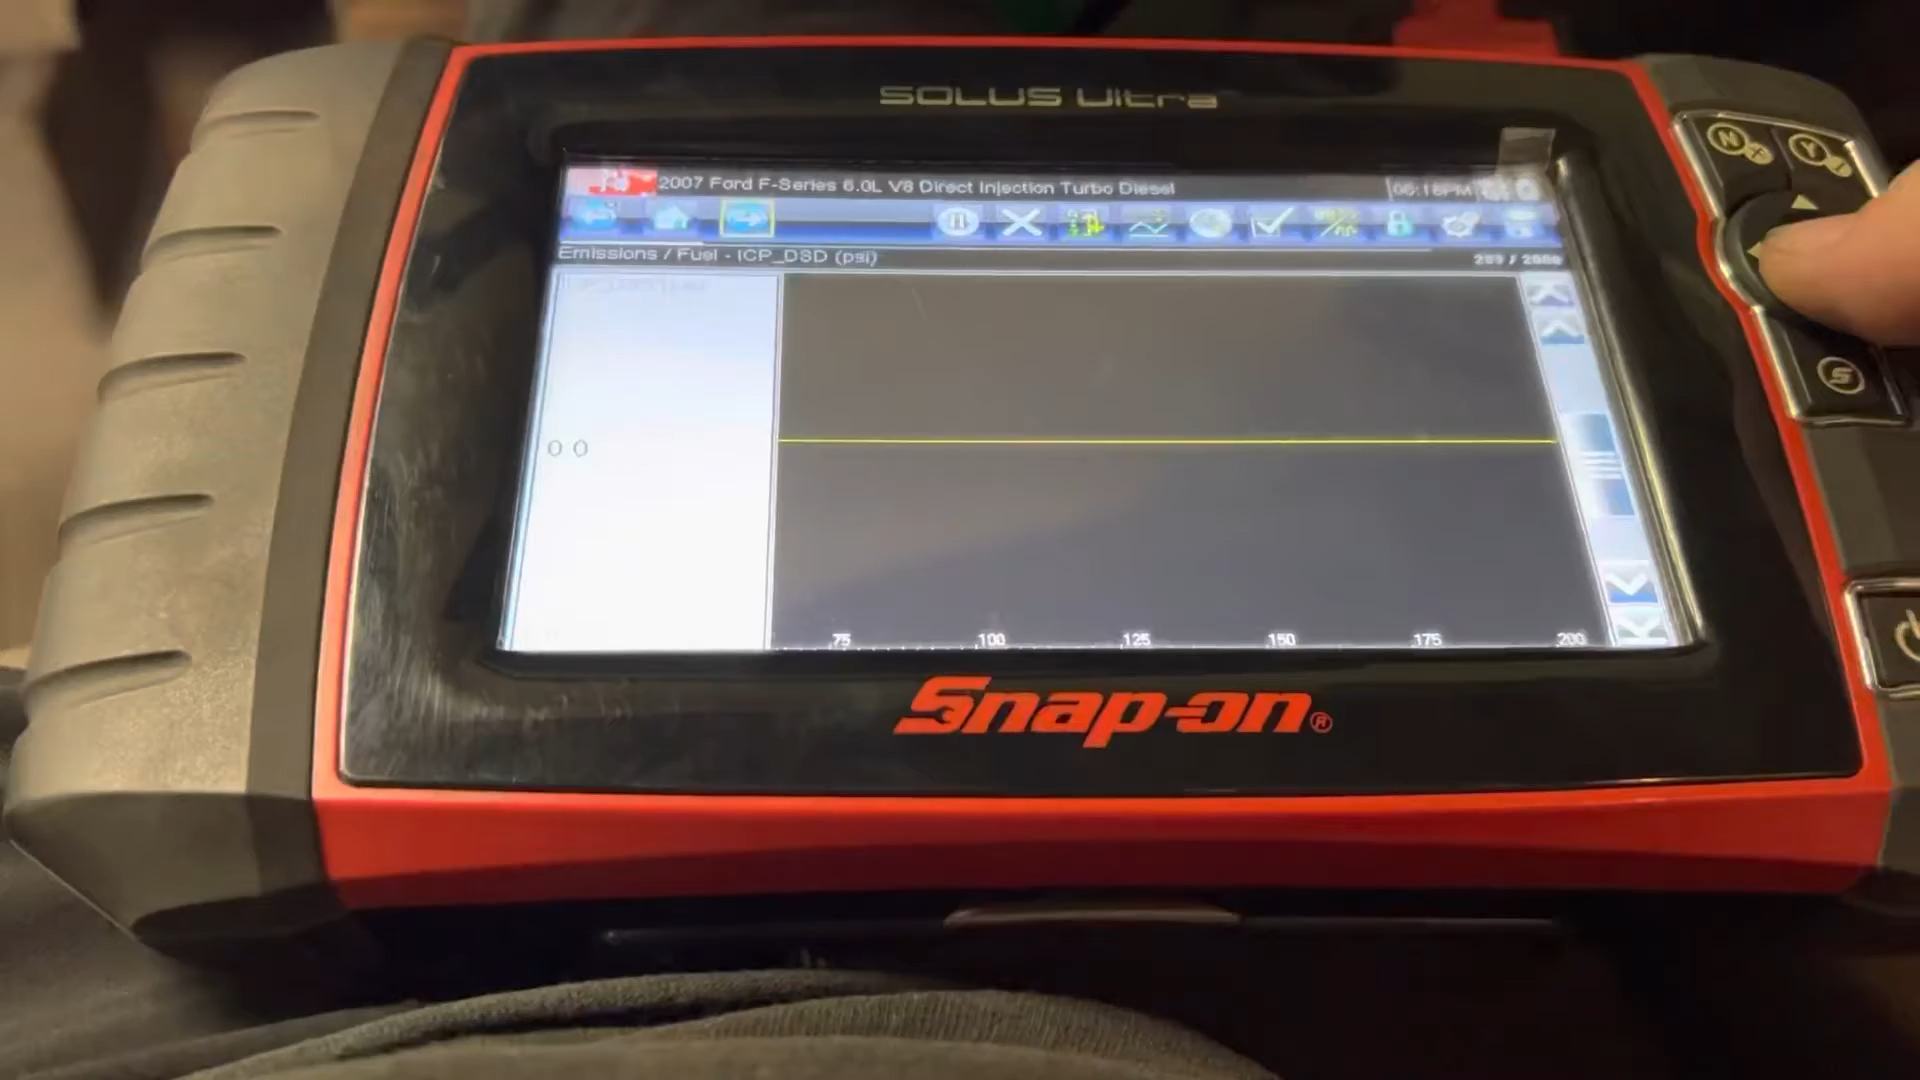 SOLUS Ultra
2007 Ford F-Series 6.0L V8 Direct Injection Turbo Diesel
Emissions / Fuel - ICP_DSD (psi)
N
X
Y
S
0 0
75 100 125 150 175 200
Snap-on®